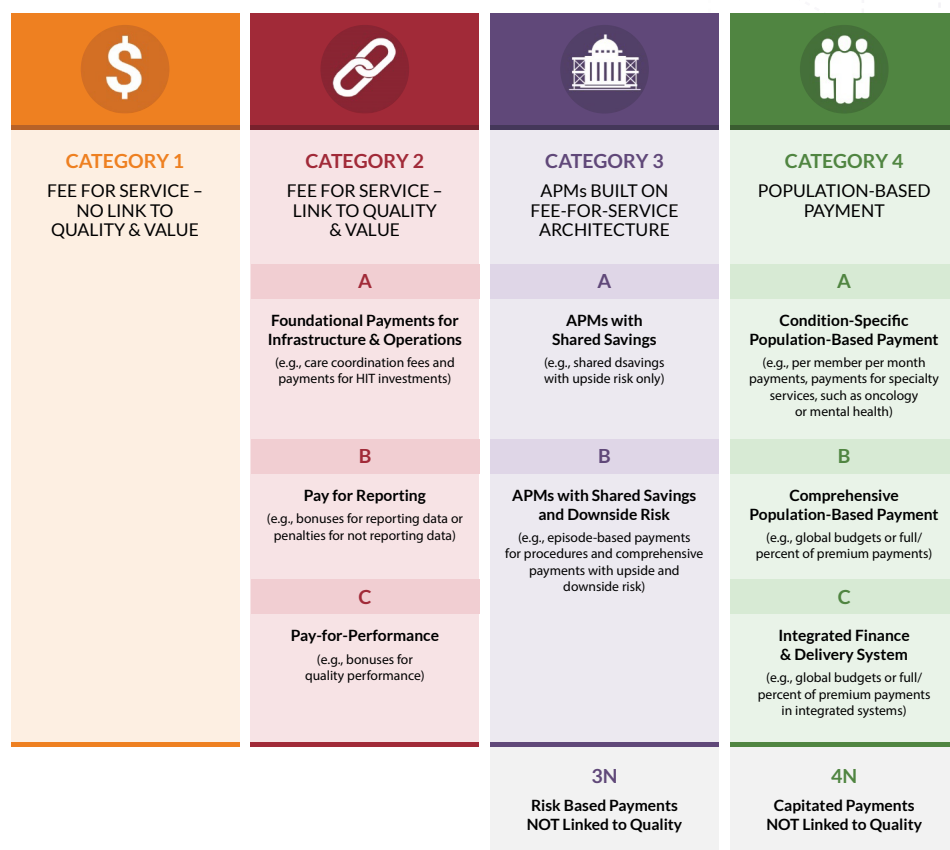 $
CATEGORY 1
FEE FOR SERVICE –
NO LINK TO
QUALITY & VALUE
CATEGORY 2
FEE FOR SERVICE –
LINK TO QUALITY
& VALUE
A
Foundational Payments for
Infrastructure & Operations
(e.g., care coordination fees and
payments for HIT investments)
B
Pay for Reporting
(e.g., bonuses for reporting data or
penalties for not reporting data)
C
Pay-for-Performance
(e.g., bonuses for
quality performance)
CATEGORY 3
APMs BUILT ON
FEE-FOR-SERVICE
ARCHITECTURE
A
APMs with
Shared Savings
(e.g., shared dsavings
with upside risk only)
B
APMs with Shared Savings
and Downside Risk
(e.g., episode-based payments
for procedures and comprehensive
payments with upside and
downside risk)
3N
Risk Based Payments
NOT Linked to Quality
CATEGORY 4
POPULATION-BASED
PAYMENT
A
Condition-Specific
Population-Based Payment
(e.g., per member per month
payments, payments for specialty
services, such as oncology
or mental health)
B
Comprehensive
Population-Based Payment
(e.g., global budgets or full/
percent of premium payments)
C
Integrated Finance
& Delivery System
(e.g., global budgets or full/
percent of premium payments
in integrated systems)
4N
Capitated Payments
NOT Linked to Quality